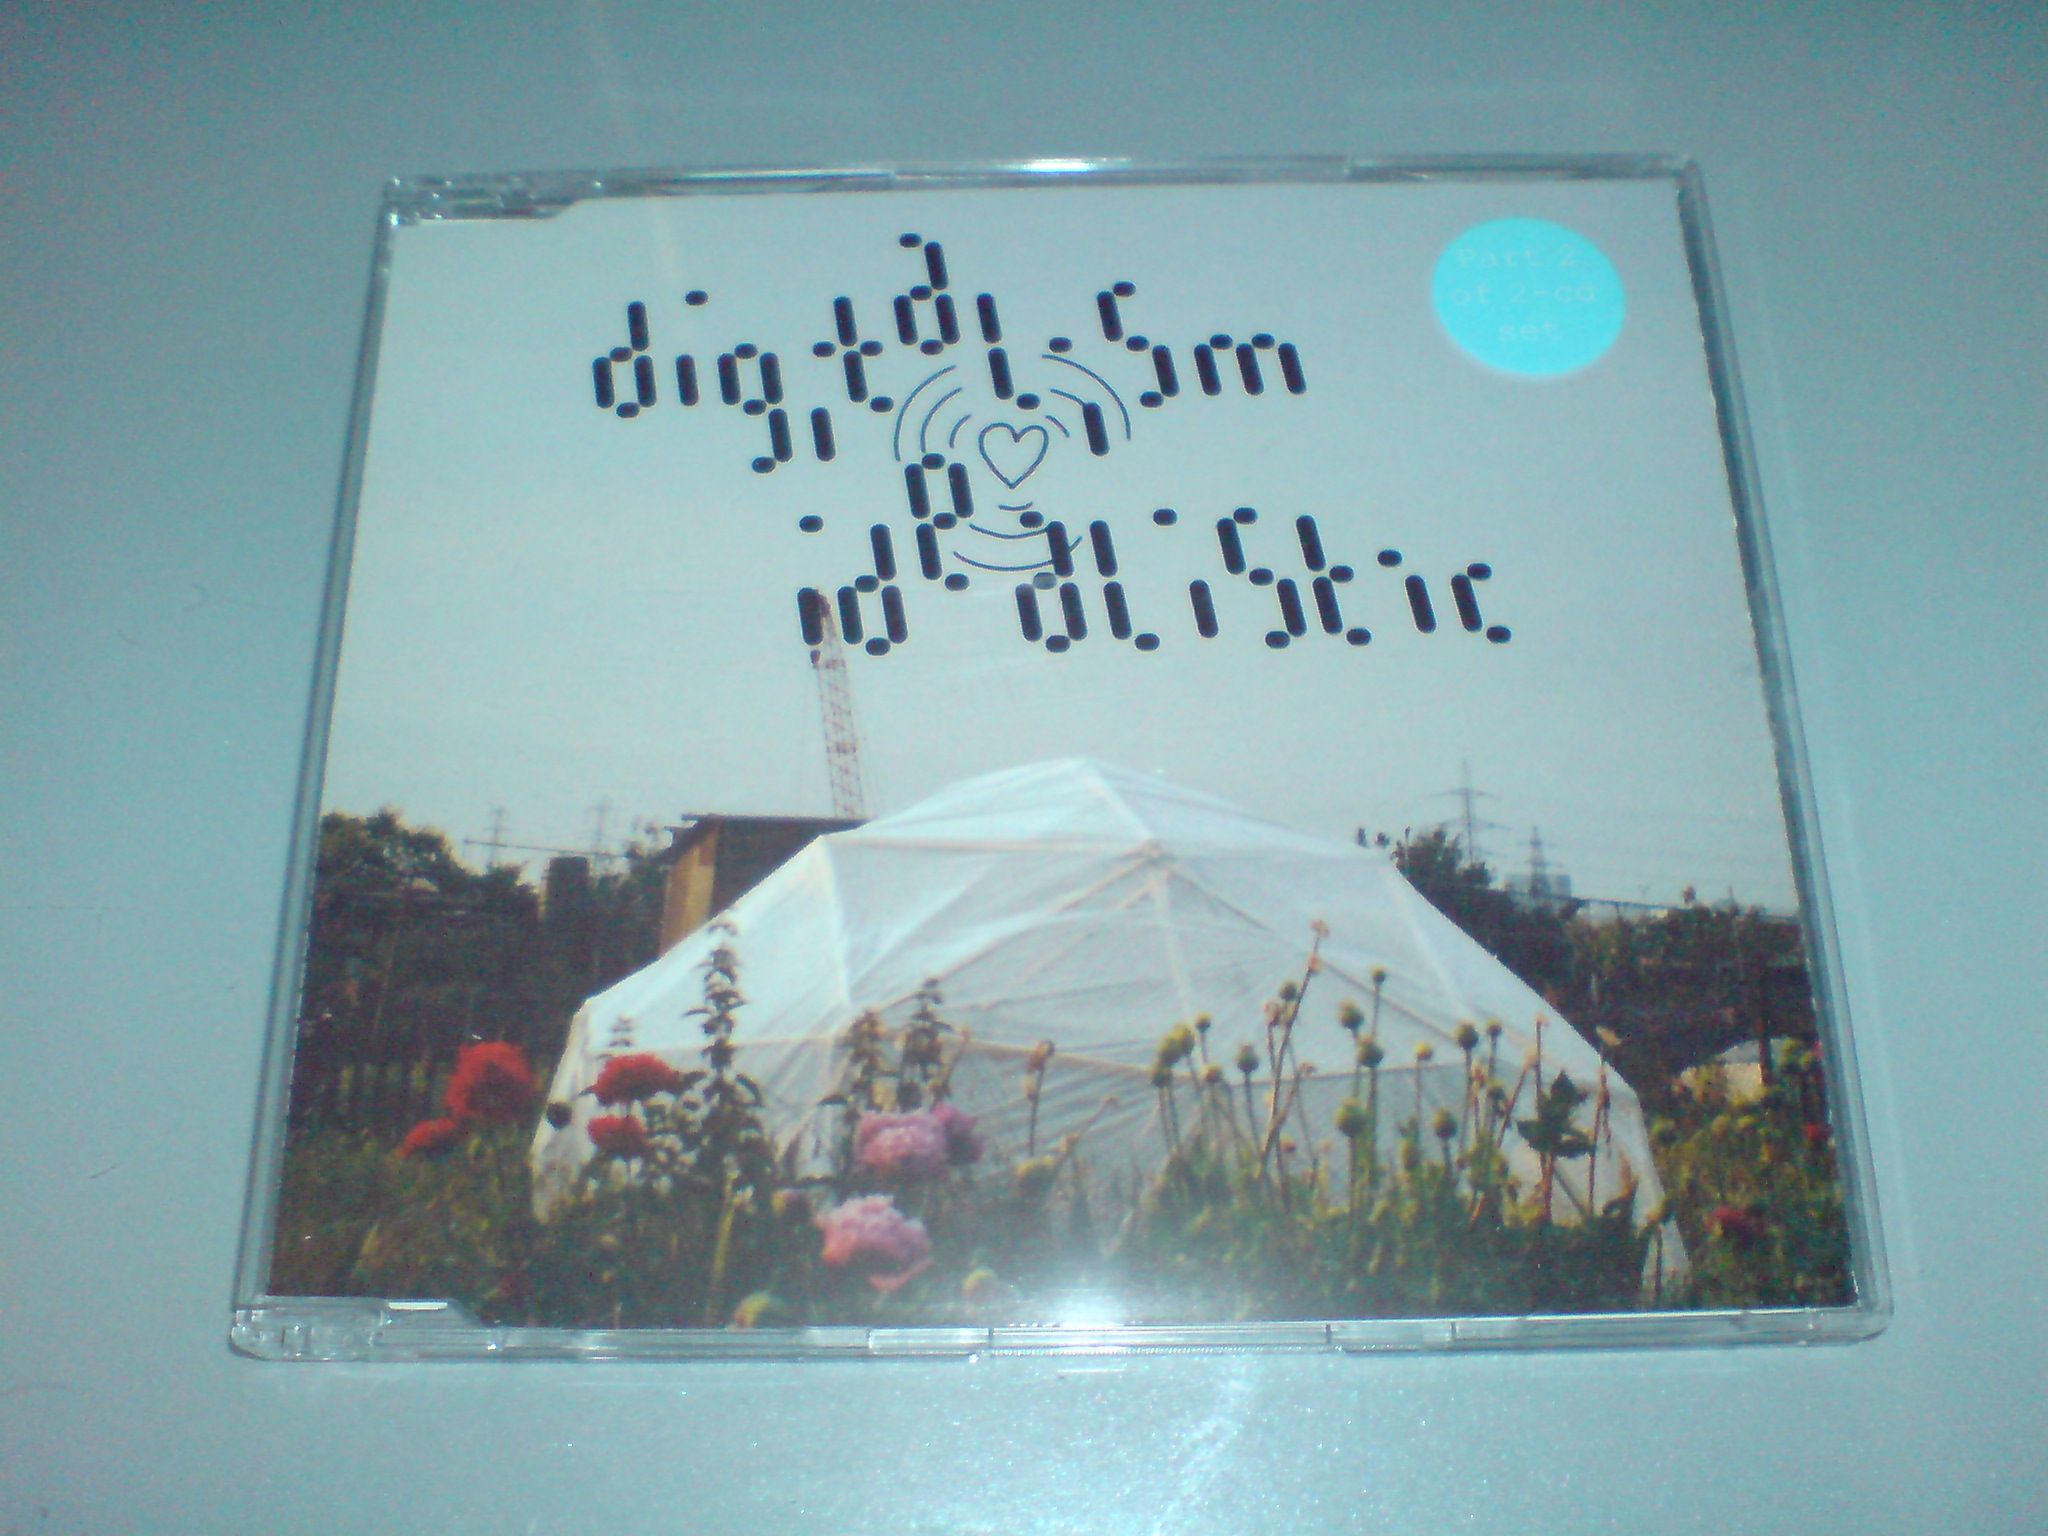 digitalism
idealistic
Part 2
of 2-cd
set